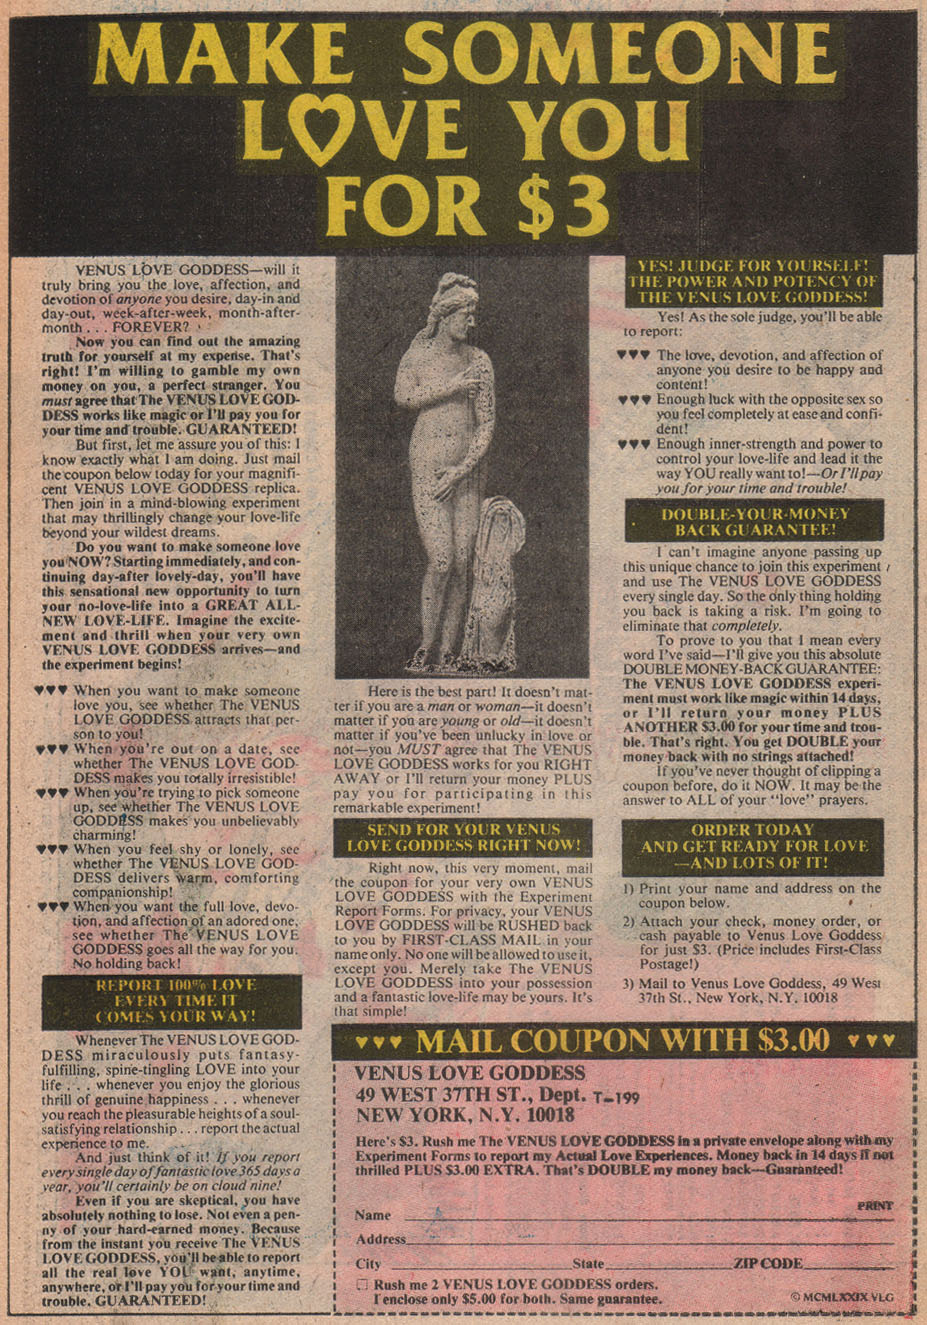 MAKE SOMEONE
LOVE YOU
FOR $3
VENUS LOVE GODDESS—will it
truly bring you the love, affection, and
devotion of anyone you desire, day-in and
day-out, week-after-week, month-after-
month . . . FOREVER?
Now you can find out the amazing
truth for yourself at my expense. That's
right! I'm willing to gamble my own
money on you, a perfect stranger. You
must agree that The VENUS LOVE GOD-
DESS works like magic or I'll pay you for
your time and trouble. GUARANTEED!
But first, let me assure you of this: I
know exactly what I am doing. Just mail
the coupon below today for your magnifi-
cent VENUS LOVE GODDESS replica.
Then join in a mind-blowing experiment
that may thrillingly change your love-life
beyond your wildest dreams.
Do you want to make someone love
you NOW? Starting immediately, and con-
tinuing day-after lovely-day, you'll have
this sensational new opportunity to turn
your no-love-life into a GREAT ALL-
NEW LOVE-LIFE. Imagine the excite-
ment and thrill when your very own
VENUS LOVE GODDESS arrives—and
the experiment begins!
♥♥♥ When you want to make someone
love you, see whether The VENUS
LOVE GODDESS attracts that per-
son to you!
♥♥♥ When you're out on a date, see
whether The VENUS LOVE GOD-
DESS makes you totally irresistible!
♥♥♥ When you're trying to pick someone
up, see whether The VENUS LOVE
GODDESS makes you unbelievably
charming!
♥♥♥ When you feel shy or lonely, see
whether The VENUS LOVE GOD-
DESS delivers warm, comforting
companionship!
♥♥♥ When you want the full love, devo-
tion, and affection of an adored one,
see whether The VENUS LOVE
GODDESS goes all the way for you.
No holding back!
REPORT 100% LOVE
EVERY TIME IT
COMES YOUR WAY!
Whenever The VENUS LOVE GOD-
DESS miraculously puts fantasy-
fulfilling, spine-tingling LOVE into your
life . . . whenever you enjoy the glorious
thrill of genuine happiness . . . whenever
you reach the pleasurable heights of a soul-
satisfying relationship . . . report the actual
experience to me.
And just think of it! If you report
every single day of fantastic love 365 days a
year, you'll certainly be on cloud nine!
Even if you are skeptical, you have
absolutely nothing to lose. Not even a pen-
ny of your hard-earned money. Because
from the instant you receive The VENUS
LOVE GODDESS, you'll be able to report
all the real love YOU want, anytime,
anywhere, or I'll pay you for your time and
trouble. GUARANTEED!
Here is the best part! It doesn't mat-
ter if you are a man or woman—it doesn't
matter if you are young or old—it doesn't
matter if you've been unlucky in love or
not—you MUST agree that The VENUS
LOVE GODDESS works for you RIGHT
AWAY or I'll return your money PLUS
pay you for participating in this
remarkable experiment!
SEND FOR YOUR VENUS
LOVE GODDESS RIGHT NOW!
Right now, this very moment, mail
the coupon for your very own VENUS
LOVE GODDESS with the Experiment
Report Forms. For privacy, your VENUS
LOVE GODDESS will be RUSHED back
to you by FIRST-CLASS MAIL in your
name only. No one will be allowed to use it,
except you. Merely take The VENUS
LOVE GODDESS into your possession
and a fantastic love-life may be yours. It's
that simple!
YES! JUDGE FOR YOURSELF!
THE POWER AND POTENCY OF
THE VENUS LOVE GODDESS!
Yes! As the sole judge, you'll be able
to report:
♥♥♥ The love, devotion, and affection of
anyone you desire to be happy and
content!
♥♥♥ Enough luck with the opposite sex so
you feel completely at ease and confi-
dent!
♥♥♥ Enough inner-strength and power to
control your love-life and lead it the
way YOU really want to!—Or I'll pay
you for your time and trouble!
DOUBLE-YOUR-MONEY
BACK GUARANTEE!
I can't imagine anyone passing up
this unique chance to join this experiment
and use The VENUS LOVE GODDESS
every single day. So the only thing holding
you back is taking a risk. I'm going to
eliminate that completely.
To prove to you that I mean every
word I've said—I'll give you this absolute
DOUBLE MONEY-BACK GUARANTEE:
The VENUS LOVE GODDESS experi-
ment must work like magic within 14 days,
or I'll return your money PLUS
ANOTHER $3.00 for your time and trou-
ble. That's right. You get DOUBLE your
money back with no strings attached!
If you've never thought of clipping a
coupon before, do it NOW. It may be the
answer to ALL of your "love" prayers.
ORDER TODAY
AND GET READY FOR LOVE
—AND LOTS OF IT!
1) Print your name and address on the
coupon below.
2) Attach your check, money order, or
cash payable to Venus Love Goddess
for just $3. (Price includes First-Class
Postage!)
3) Mail to Venus Love Goddess, 49 West
37th St., New York, N.Y. 10018
♥♥♥ MAIL COUPON WITH $3.00 ♥♥♥
VENUS LOVE GODDESS
49 WEST 37TH ST., Dept. T-199
NEW YORK, N.Y. 10018
Here's $3. Rush me The VENUS LOVE GODDESS in a private envelope along with my
Experiment Forms to report my Actual Love Experiences. Money back in 14 days if not
thrilled PLUS $3.00 EXTRA. That's DOUBLE my money back—Guaranteed!
PRINT
Name
Address
City State ZIP CODE
☐ Rush me 2 VENUS LOVE GODDESS orders.
I enclose only $5.00 for both. Same guarantee.
© MCMLXXIX VLG